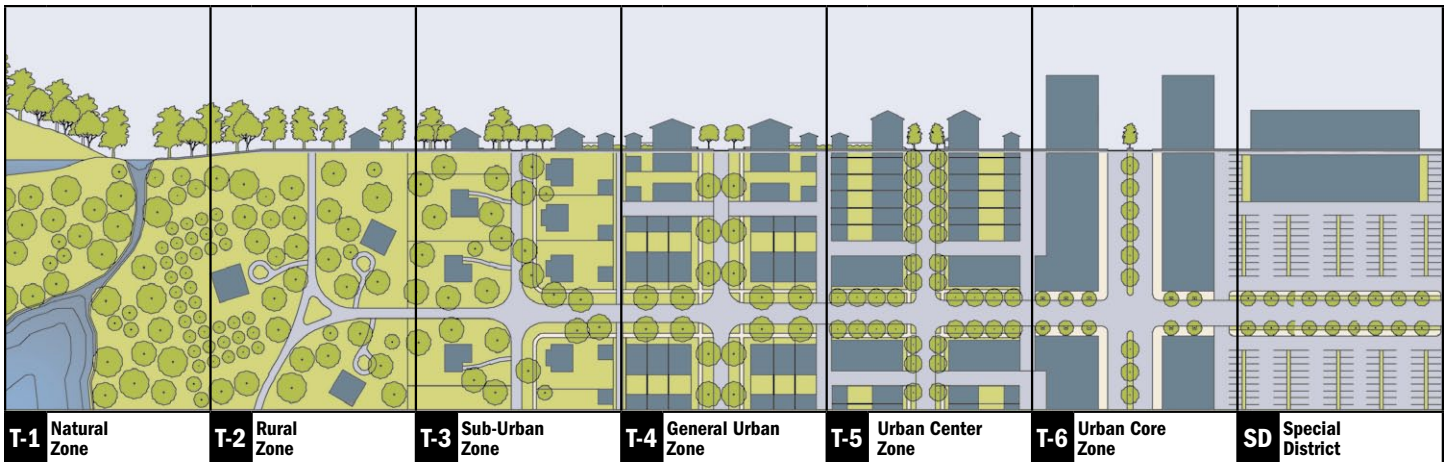 T-1 Natural
Zone
T-2 Rural
Zone
T-3 Sub-Urban
Zone
T-4 General Urban
Zone
T-5 Urban Center
Zone
T-6 Urban Core
Zone
SD Special
District